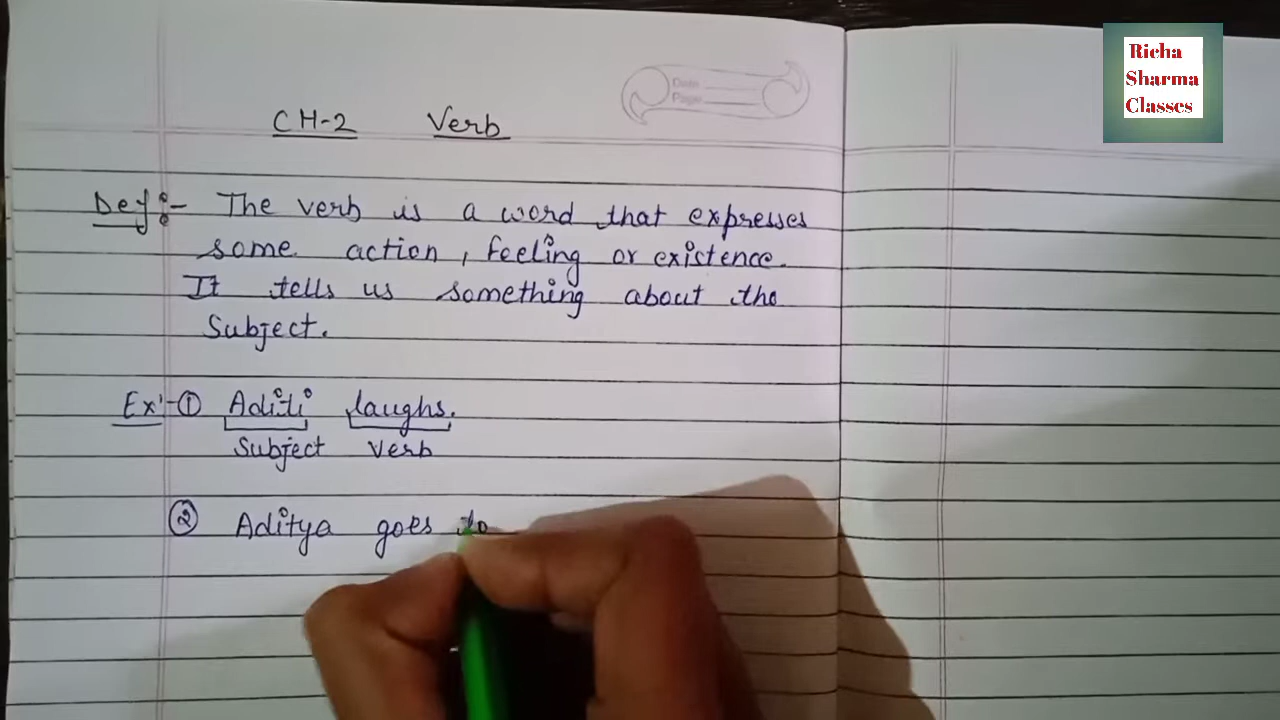 Richa
Sharma
Classes
Date
Page
CH-2 Verb
Def:- The verb is a word that expresses
some action, feeling or existence.
It tells us something about the
Subject.
Ex:-① Aditi laughs.
Subject Verb
② Aditya goes to